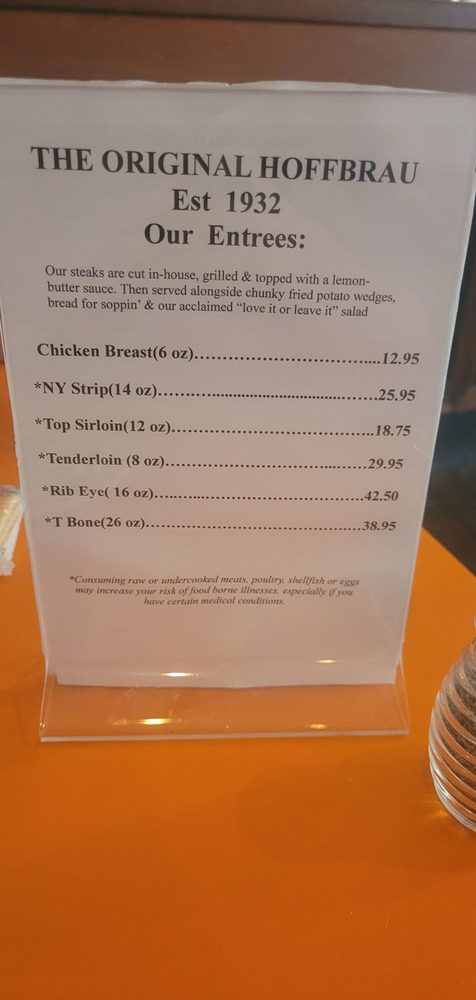 THE ORIGINAL HOFFBRAU
Est 1932
Our Entrees:
Our steaks are cut in-house, grilled & topped with a lemon-
butter sauce. Then served alongside chunky fried potato wedges,
bread for soppin' & our acclaimed "love it or leave it" salad
Chicken Breast(6 oz)................................12.95
*NY Strip(14 oz)................................25.95
*Top Sirloin(12 oz)................................18.75
*Tenderloin (8 oz)................................29.95
*Rib Eye( 16 oz)................................42.50
*T Bone(26 oz)................................38.95
*Consuming raw or undercooked meats, poultry, shellfish or eggs
may increase your risk of food borne illnesses, especially if you
have certain medical conditions.